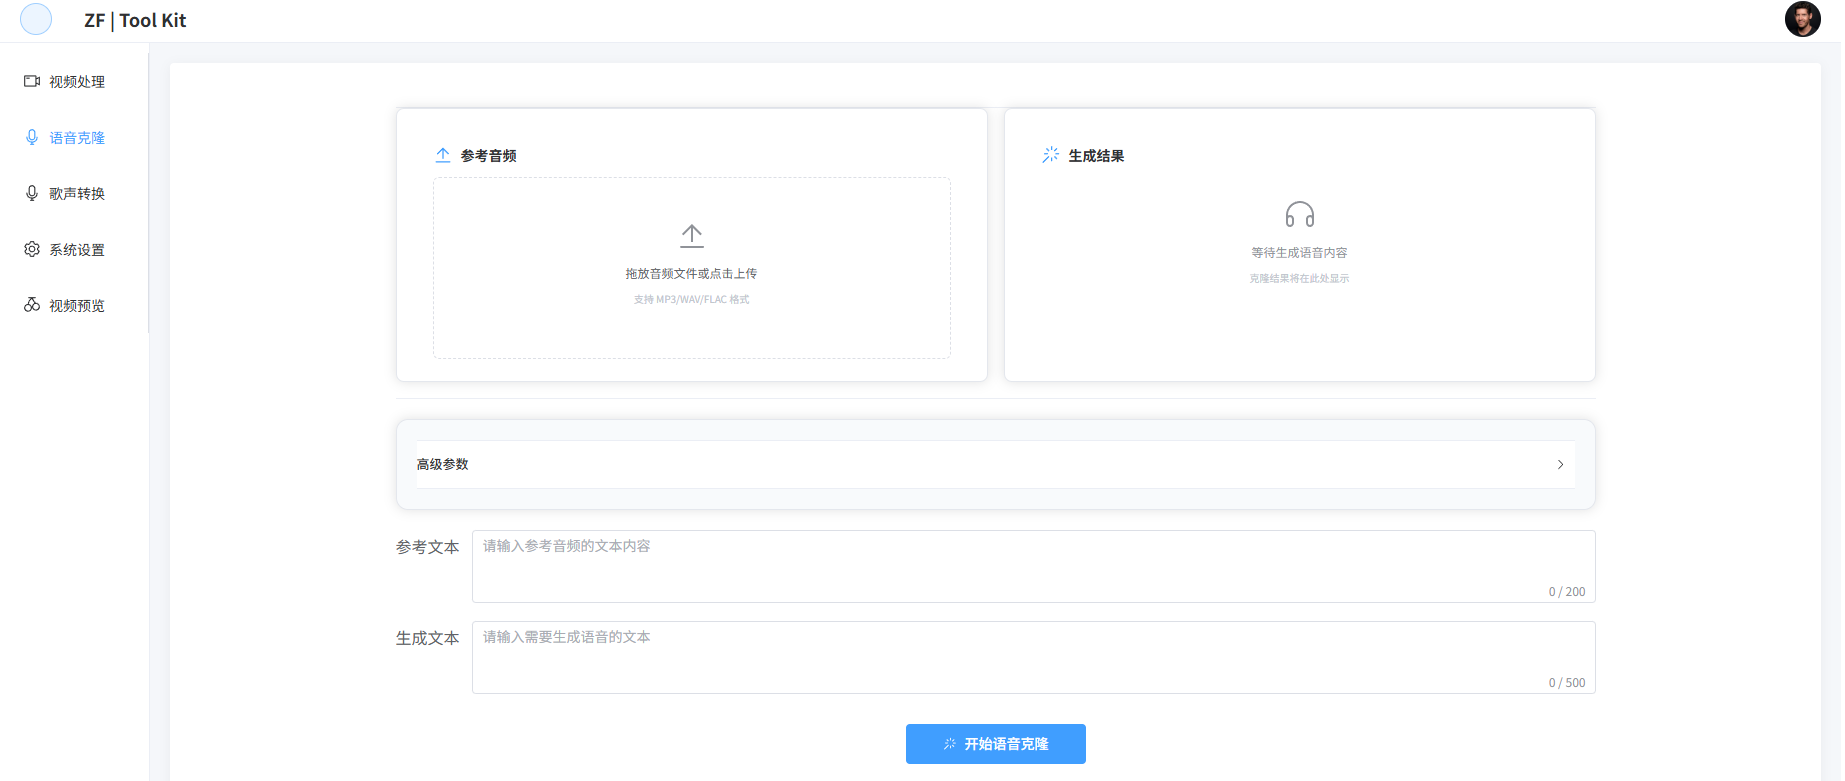 ZF | Tool Kit
视频处理
语音克隆
歌声转换
系统设置
视频预览
参考音频
拖放音频文件或点击上传
支持 MP3/WAV/FLAC 格式
生成结果
等待生成语音内容
克隆结果将在此处显示
高级参数
参考文本
请输入参考音频的文本内容
0 / 200
生成文本
请输入需要生成语音的文本
0 / 500
开始语音克隆